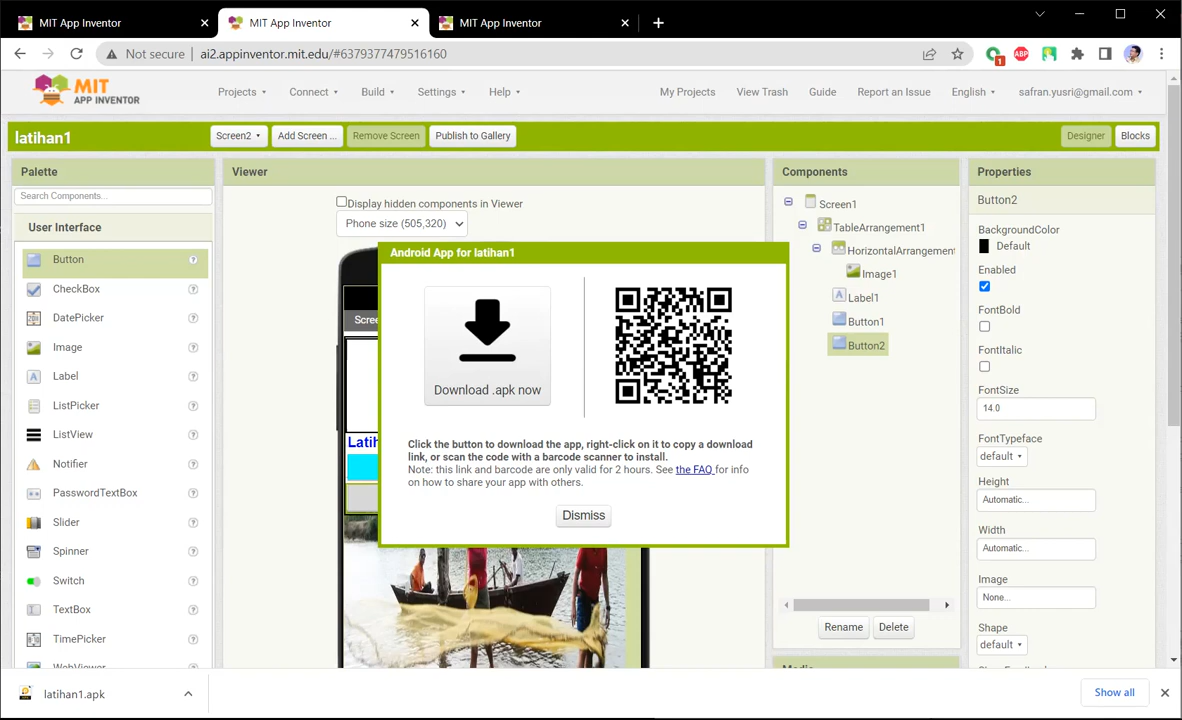 MIT App Inventor
MIT App Inventor
MIT App Inventor
Not secure
ai2.appinventor.mit.edu/#6379377479516160
1
ABP
MIT
APP INVENTOR
Projects
Connect
Build
Settings
Help
My Projects
View Trash
Guide
Report an Issue
English
safran.yusri@gmail.com
latihan1
Screen2
Add Screen ...
Remove Screen
Publish to Gallery
Designer
Blocks
Palette
Search Components...
User Interface
Button
CheckBox
DatePicker
Image
Label
ListPicker
ListView
Notifier
PasswordTextBox
Slider
Spinner
Switch
TextBox
TimePicker
WebViewer
Viewer
Display hidden components in Viewer
Phone size (505,320)
Scree
Latih
Android App for latihan1
Download .apk now
Click the button to download the app, right-click on it to copy a download
link, or scan the code with a barcode scanner to install.
Note: this link and barcode are only valid for 2 hours. See the FAQ for info
on how to share your app with others.
Dismiss
Components
Screen1
TableArrangement1
HorizontalArrangement
Image1
A Label1
Button1
Button2
Rename
Delete
Media
Properties
Button2
BackgroundColor
Default
Enabled
FontBold
FontItalic
FontSize
14.0
FontTypeface
default
Height
Automatic...
Width
Automatic...
Image
None...
Shape
default
latihan1.apk
Show all